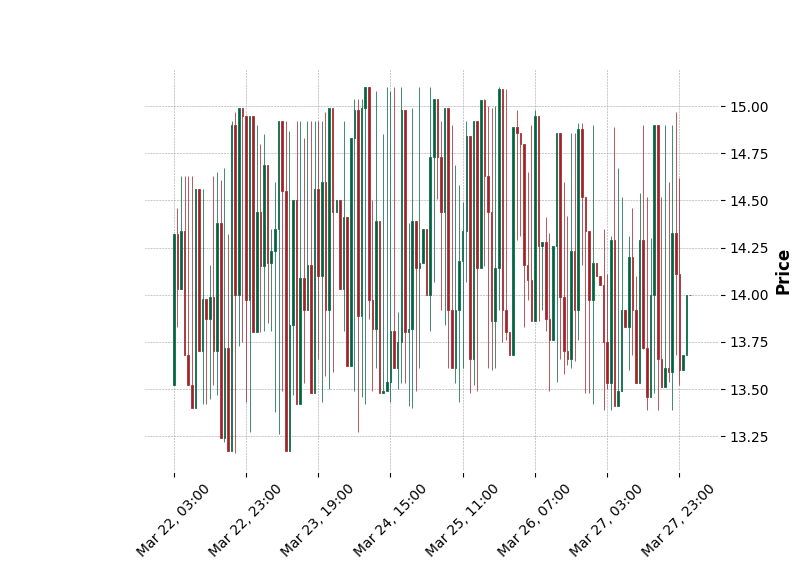 15.00
14.75
14.50
14.25
14.00
13.75
13.50
13.25
Price
Mar 22, 03:00
Mar 22, 23:00
Mar 23, 19:00
Mar 24, 15:00
Mar 25, 11:00
Mar 26, 07:00
Mar 27, 03:00
Mar 27, 23:00